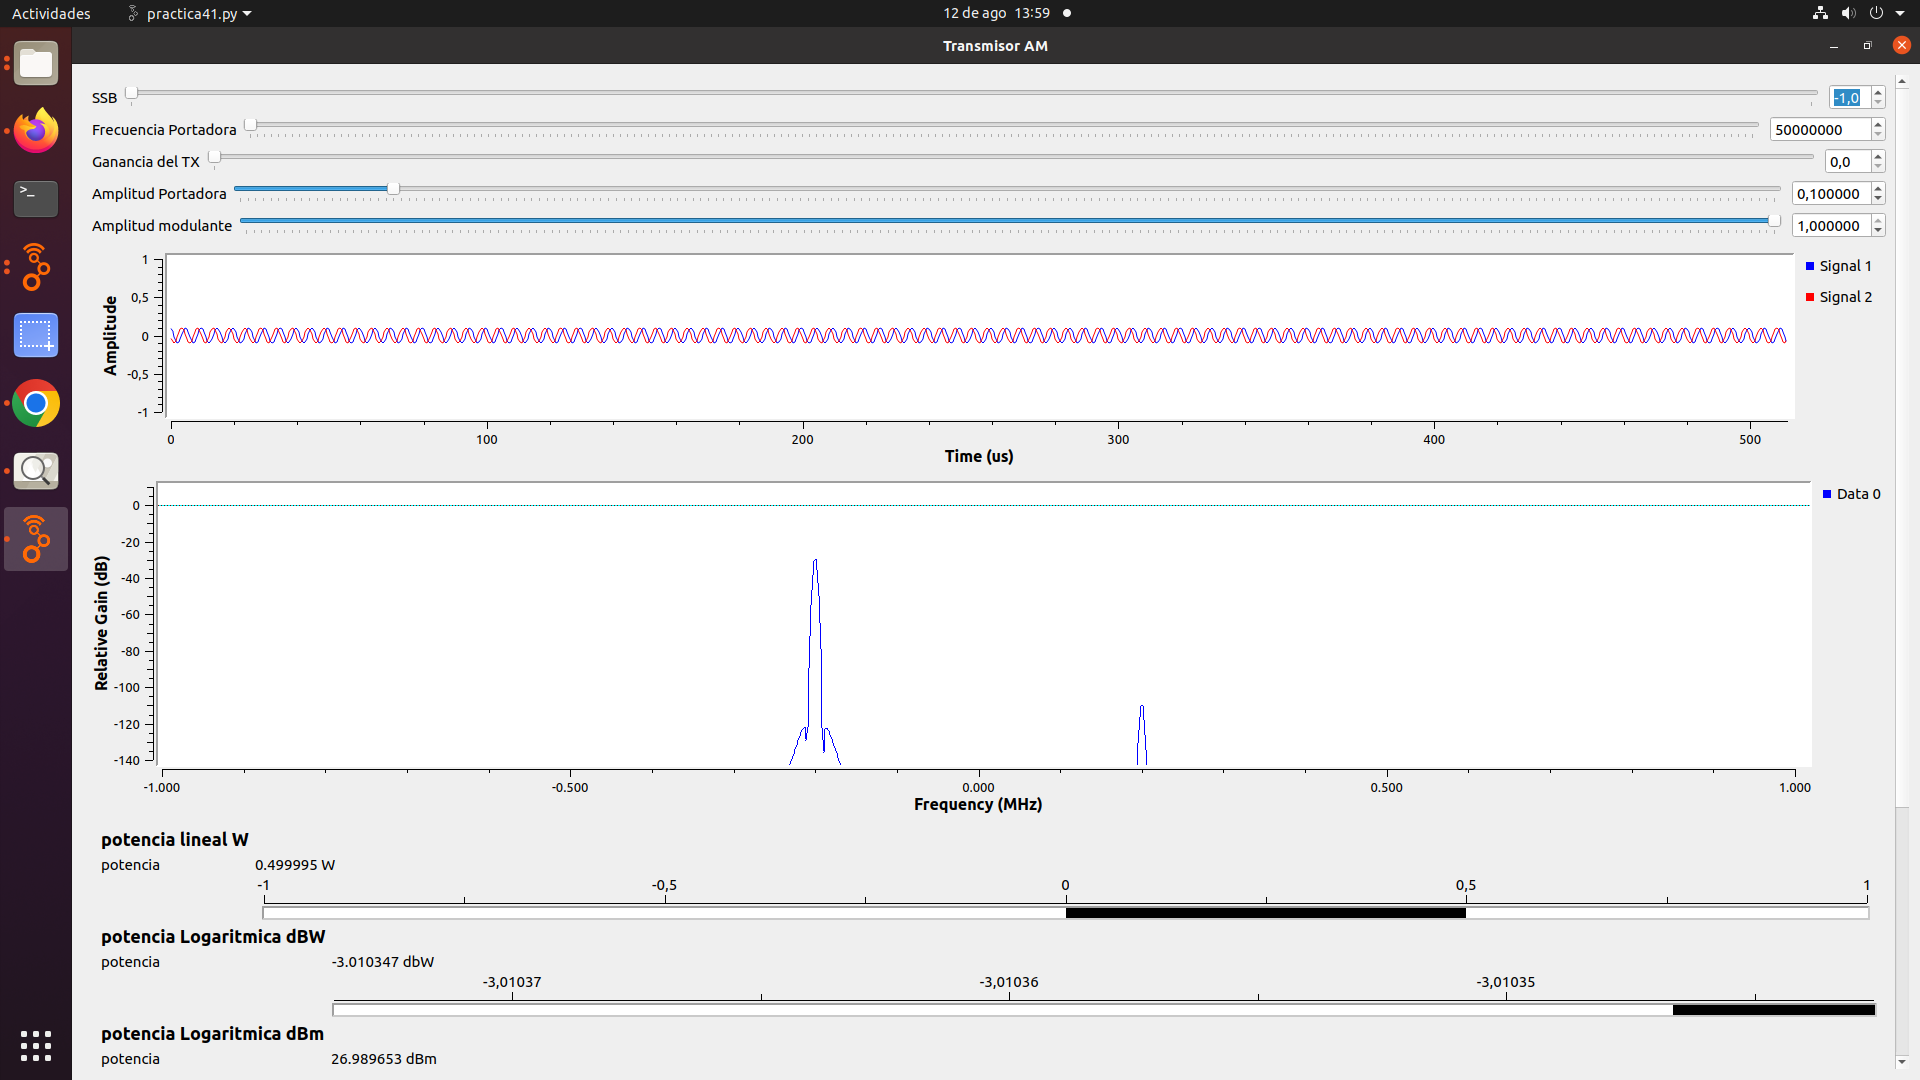 Actividades practica41.py 12 de ago 13:59
Transmisor AM
SSB -1,0
Frecuencia Portadora 50000000
Ganancia del TX 0,0
Amplitud Portadora 0,100000
Amplitud modulante 1,000000
1
0,5
0
-0,5
-1
Amplitude
Signal 1
Signal 2
0 100 200 300 400 500
Time (us)
0
-20
-40
-60
-80
-100
-120
-140
Relative Gain (dB)
Data 0
-1.000 -0.500 0.000 0.500 1.000
Frequency (MHz)
potencia lineal W
potencia 0.499995 W
-1 -0,5 0 0,5 1
potencia Logaritmica dBW
potencia -3.010347 dbW
-3,01037 -3,01036 -3,01035
potencia Logaritmica dBm
potencia 26.989653 dBm